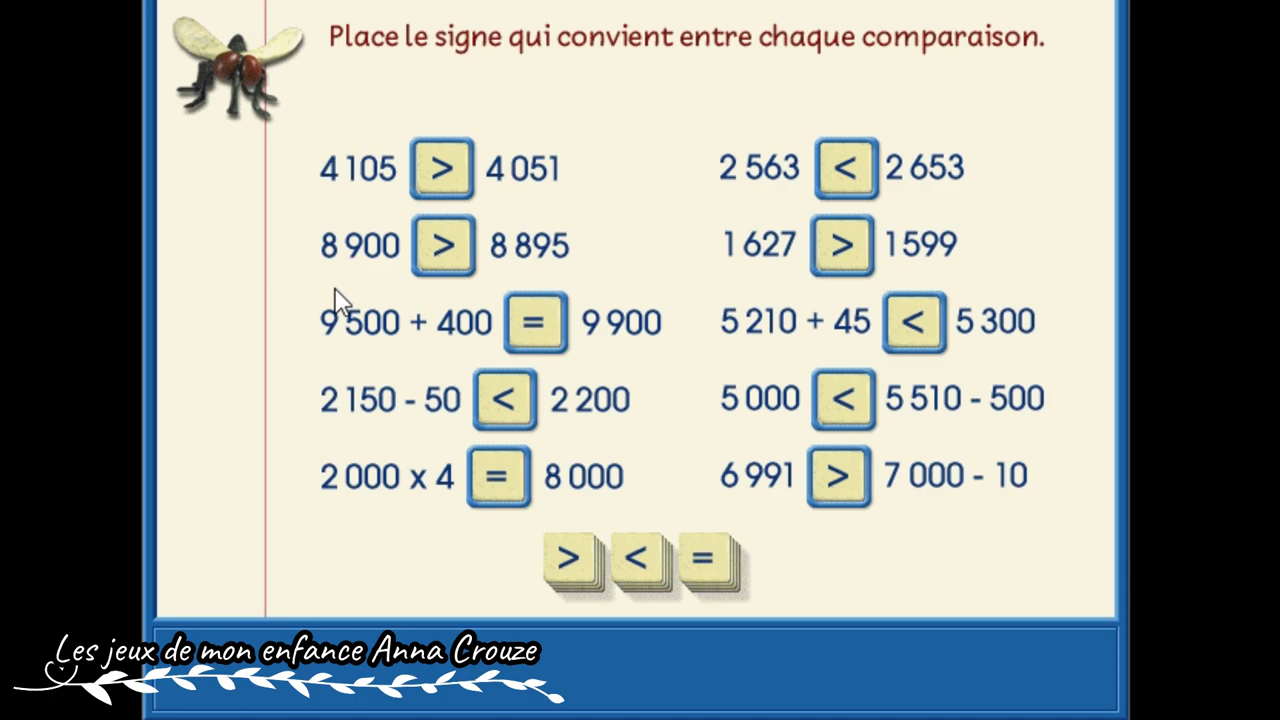 Place le signe qui convient entre chaque comparaison.
4 105 > 4 051
8 900 > 8 895
9 500 + 400 = 9 900
2 150 - 50 < 2 200
2 000 x 4 = 8 000
2 563 < 2 653
1 627 > 1 599
5 210 + 45 < 5 300
5 000 < 5 510 - 500
6 991 > 7 000 - 10
> < =
Les jeux de mon enfance Anna Crouze